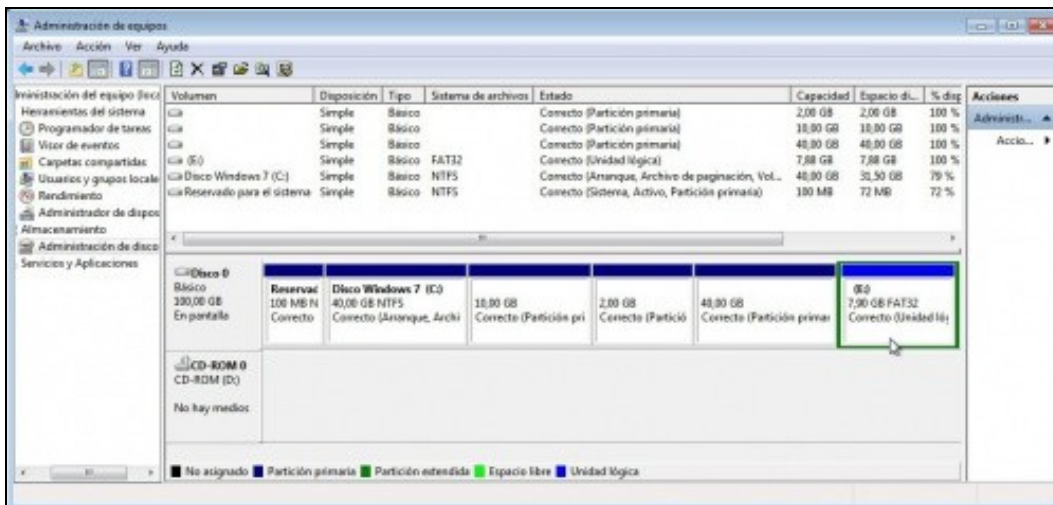 Administración de equipos
Archivo Acción Ver Ayuda
ministración del equipo (loca
Herramientas del sistema
Programador de tareas
Visor de eventos
Carpetas compartidas
Usuarios y grupos locale
Rendimiento
Administrador de dispos
Almacenamiento
Administración de disco
Servicios y Aplicaciones
Volumen Disposición Tipo Sistema de archivos Estado Capacidad Espacio di... % disp
Simple Básico Correcto (Partición primaria) 2,00 GB 2,00 GB 100 %
Simple Básico Correcto (Partición primaria) 10,00 GB 10,00 GB 100 %
Simple Básico Correcto (Partición primaria) 40,00 GB 40,00 GB 100 %
(E:) Simple Básico FAT32 Correcto (Unidad lógica) 7,88 GB 7,88 GB 100 %
Disco Windows 7 (C:) Simple Básico NTFS Correcto (Arranque, Archivo de paginación, Vol... 40,00 GB 31,50 GB 79 %
Reservado para el sistema Simple Básico NTFS Correcto (Sistema, Activo, Partición primaria) 100 MB 72 MB 72 %
Acciones
Administr...
Accio...
Disco 0
Básico
100,00 GB
En pantalla
Reservac
100 MB N
Correcto
Disco Windows 7 (C:)
40,00 GB NTFS
Correcto (Arranque, Archi
10,00 GB
Correcto (Partición pri
2,00 GB
Correcto (Partició
40,00 GB
Correcto (Partición primar
(E:)
7,90 GB FAT32
Correcto (Unidad lóg
CD-ROM 0
CD-ROM (D:)
No hay medios
No asignado Partición primaria Partición extendida Espacio libre Unidad lógica